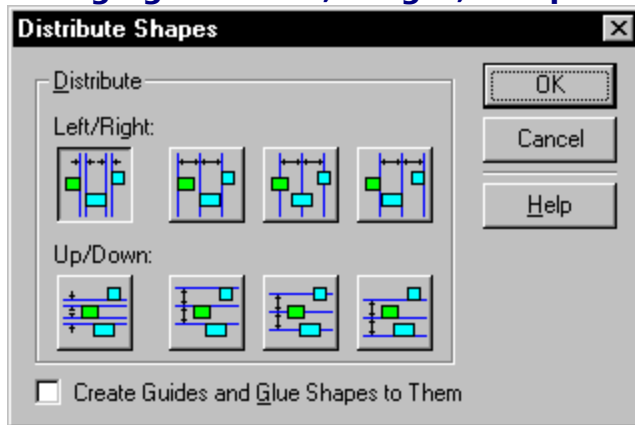 Distribute Shapes
Distribute
OK
Left/Right:
Cancel
Help
Up/Down:
Create Guides and Glue Shapes to Them